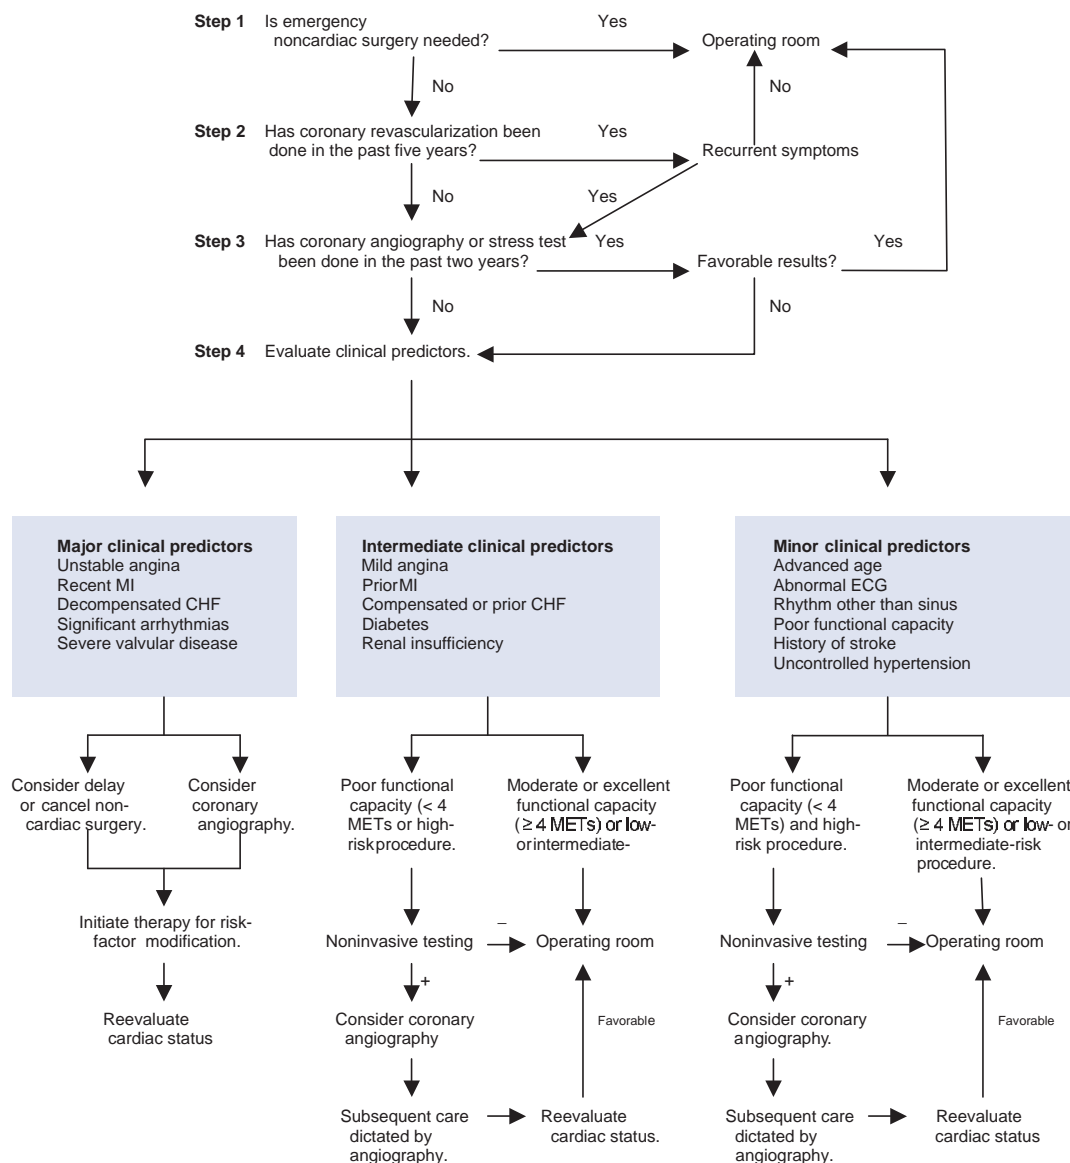 Step 1 Is emergency
noncardiac surgery needed?
Yes
Operating room
No
No
Step 2 Has coronary revascularization been
done in the past five years?
Yes
Recurrent symptoms
No
Yes
Step 3 Has coronary angiography or stress test
been done in the past two years?
Yes
Favorable results?
Yes
No
No
Step 4 Evaluate clinical predictors.
Major clinical predictors
Unstable angina
Recent MI
Decompensated CHF
Significant arrhythmias
Severe valvular disease
Intermediate clinical predictors
Mild angina
Prior MI
Compensated or prior CHF
Diabetes
Renal insufficiency
Minor clinical predictors
Advanced age
Abnormal ECG
Rhythm other than sinus
Poor functional capacity
History of stroke
Uncontrolled hypertension
Consider delay
or cancel non-
cardiac surgery.
Consider
coronary
angiography.
Initiate therapy for risk-
factor modification.
Reevaluate
cardiac status
Poor functional
capacity (< 4
METs or high-
risk procedure.
Moderate or excellent
functional capacity
(≥ 4 METs) or low-
or intermediate-
Noninvasive testing
–
Operating room
+
Consider coronary
angiography
Favorable
Subsequent care
dictated by
angiography.
Reevaluate
cardiac status.
Poor functional
capacity (< 4
METs) and high-
risk procedure.
Moderate or excellent
functional capacity
(≥ 4 METs) or low- or
intermediate-risk
procedure.
Noninvasive testing
–
Operating room
+
Consider coronary
angiography.
Favorable
Subsequent care
dictated by
angiography.
Reevaluate
cardiac status